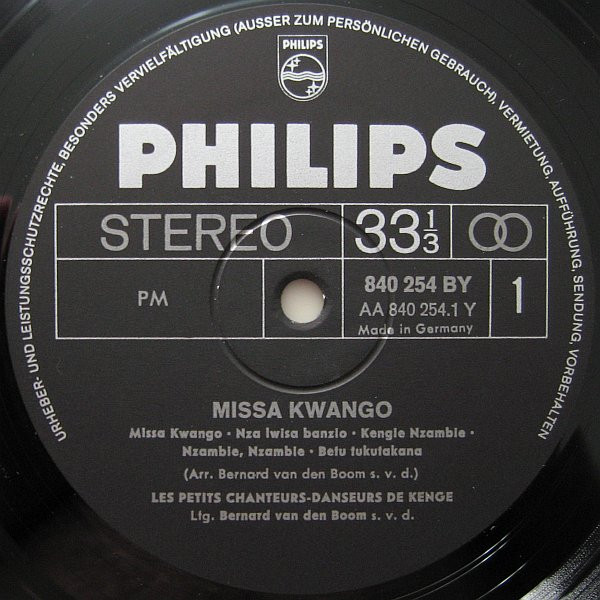 URHEBER- UND LEISTUNGSSCHUTZRECHTE, BESONDERS VERVIELFÄLTIGUNG (AUSSER ZUM PERSÖNLICHEN GEBRAUCH), VERMIETUNG, AUFFÜHRUNG, SENDUNG, VORBEHALTEN
PHILIPS
PHILIPS
STEREO 33 1/3
PM 840 254 BY 1
AA 840 254.1 Y
Made in Germany
MISSA KWANGO
Missa Kwango • Nza lwisa banzio • Kengie Nzambie •
Nzambie, Nzambie • Betu tukutakana
(Arr. Bernard van den Boom s. v. d.)
LES PETITS CHANTEURS-DANSEURS DE KENGE
Ltg. Bernard van den Boom s. v. d.